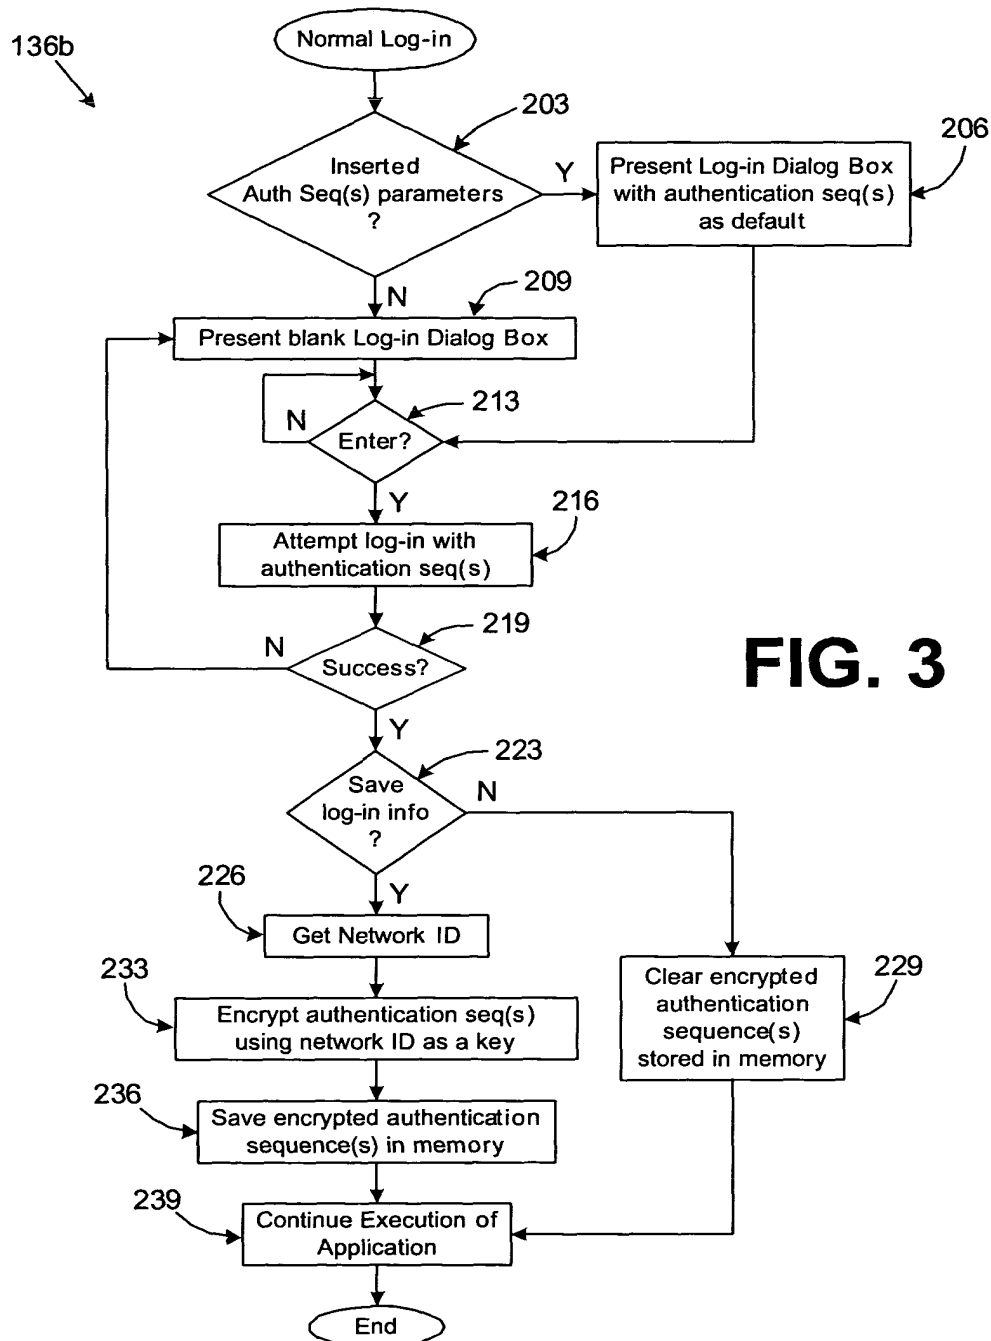 Normal Log-in
136b
203
206
Inserted
Auth Seq(s) parameters
?
Y
Present Log-in Dialog Box
with authentication seq(s)
as default
N
209
Present blank Log-in Dialog Box
213
N
Enter?
Y
216
Attempt log-in with
authentication seq(s)
219
N
Success?
FIG. 3
Y
223
Save
log-in info
?
N
226
Y
Get Network ID
233
229
Clear encrypted
authentication
sequence(s)
stored in memory
Encrypt authentication seq(s)
using network ID as a key
236
Save encrypted authentication
sequence(s) in memory
239
Continue Execution of
Application
End